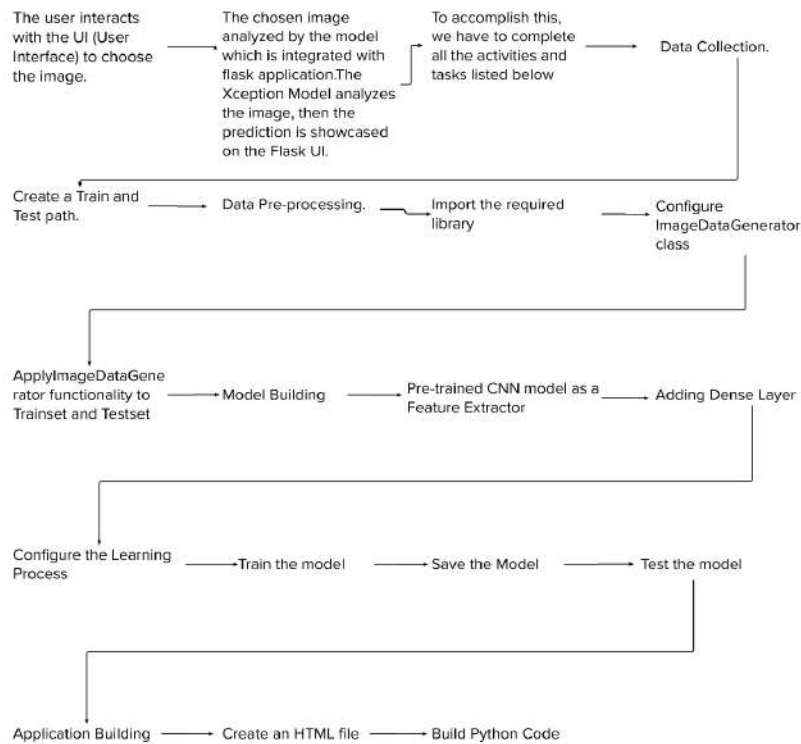 The user interacts
with the UI (User
Interface) to choose
the image.
The chosen image
analyzed by the model
which is integrated with
flask application.The
Xception Model analyzes
the image, then the
prediction is showcased
on the Flask UI.
To accomplish this,
we have to complete
all the activities and
tasks listed below
Data Collection.
Create a Train and
Test path.
Data Pre-processing.
Import the required
library
Configure
ImageDataGenerator
class
ApplyImageDataGene
rator functionality to
Trainset and Testset
Model Building
Pre-trained CNN model as a
Feature Extractor
Adding Dense Layer
Configure the Learning
Process
Train the model
Save the Model
Test the model
Application Building
Create an HTML file
Build Python Code